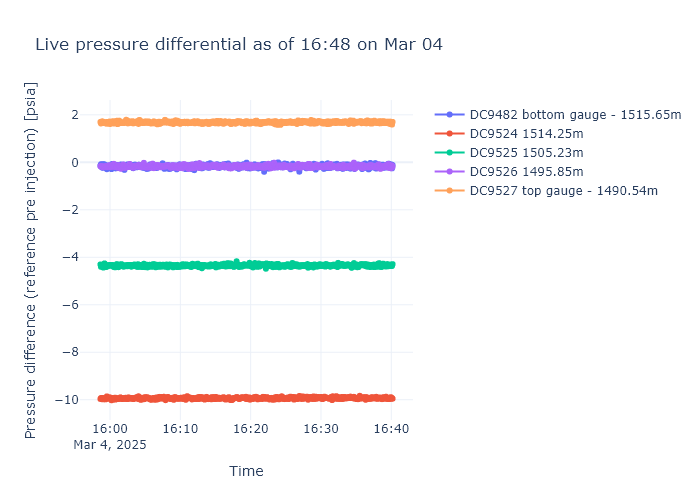 Live pressure differential as of 16:48 on Mar 04
Pressure difference (reference pre injection) [psia]
2
0
−2
−4
−6
−8
−10
16:00
Mar 4, 2025
16:10
16:20
16:30
16:40
Time
DC9482 bottom gauge - 1515.65m
DC9524 1514.25m
DC9525 1505.23m
DC9526 1495.85m
DC9527 top gauge - 1490.54m